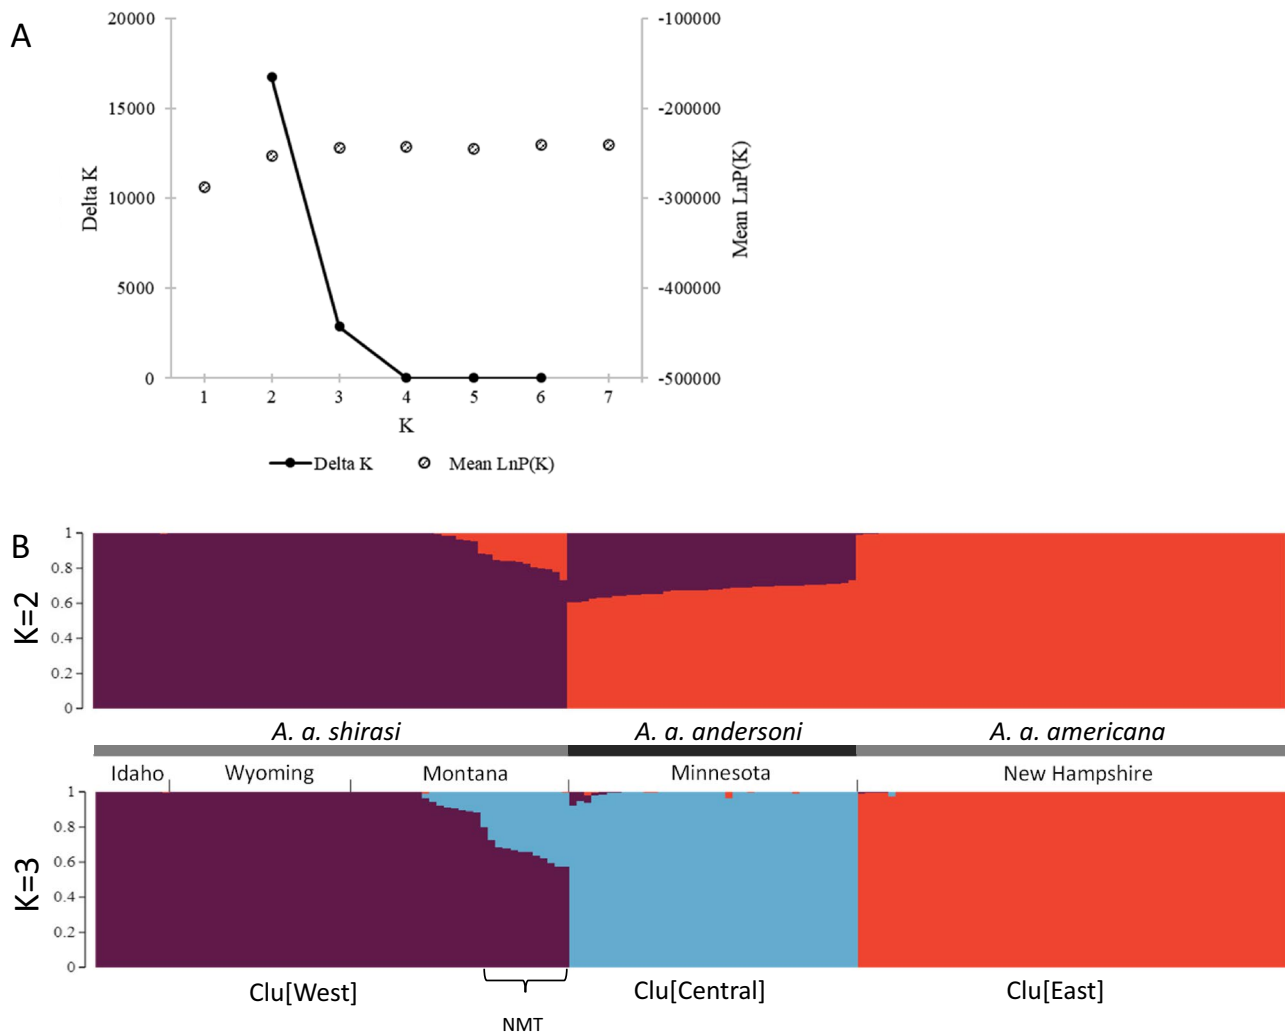 A
20000
15000
10000
5000
0
Delta K
-100000
-200000
-300000
-400000
-500000
Mean LnP(K)
1 2 3 4 5 6 7
K
Delta K Mean LnP(K)
B
K=2
1
0.8
0.6
0.4
0.2
0
A. a. shirasi A. a. andersoni A. a. americana
Idaho Wyoming Montana Minnesota New Hampshire
K=3
1
0.8
0.6
0.4
0.2
0
Clu[West] Clu[Central] Clu[East]
NMT